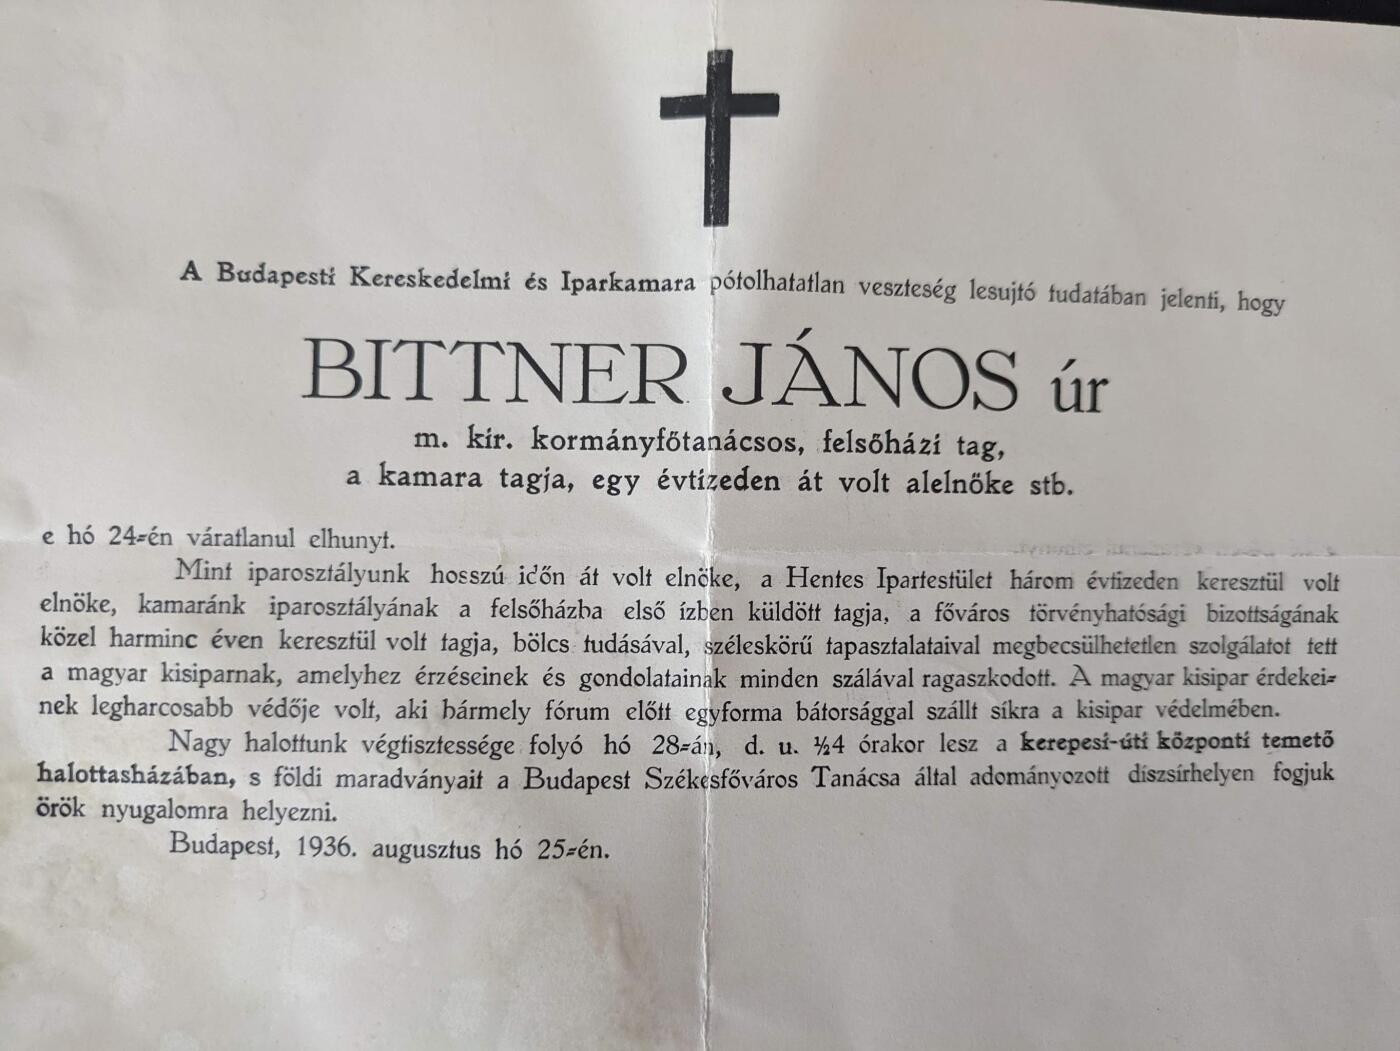 A Budapesti Kereskedelmi és Iparkamara pótolhatatlan veszteség lesujtó tudatában jelenti, hogy
BITTNER JÁNOS úr
m. kir. kormányfőtanácsos, felsőházi tag,
a kamara tagja, egy évtizeden át volt alelnöke stb.
e hó 24-én váratlanul elhunyt.
Mint iparosztályunk hosszú időn át volt elnöke, a Hentes Ipartestület három évtizeden keresztül volt
elnöke, kamaránk iparosztályának a felsőházba első ízben küldött tagja, a főváros törvényhatósági bizottságának
közel harminc éven keresztül volt tagja, bölcs tudásával, széleskörű tapasztalataival megbecsülhetetlen szolgálatot tett
a magyar kisiparnak, amelyhez érzéseinek és gondolatainak minden szálával ragaszkodott. A magyar kisipar érdekei-
nek legharcosabb védője volt, aki bármely fórum előtt egyforma bátorsággal szállt síkra a kisipar védelmében.
Nagy halottunk végtisztessége folyó hó 28-án, d. u. ½4 órakor lesz a kerepesi-úti központi temető
halottasházában, s földi maradványait a Budapest Székesfőváros Tanácsa által adományozott díszsírhelyen fogjuk
örök nyugalomra helyezni.
Budapest, 1936. augusztus hó 25-én.